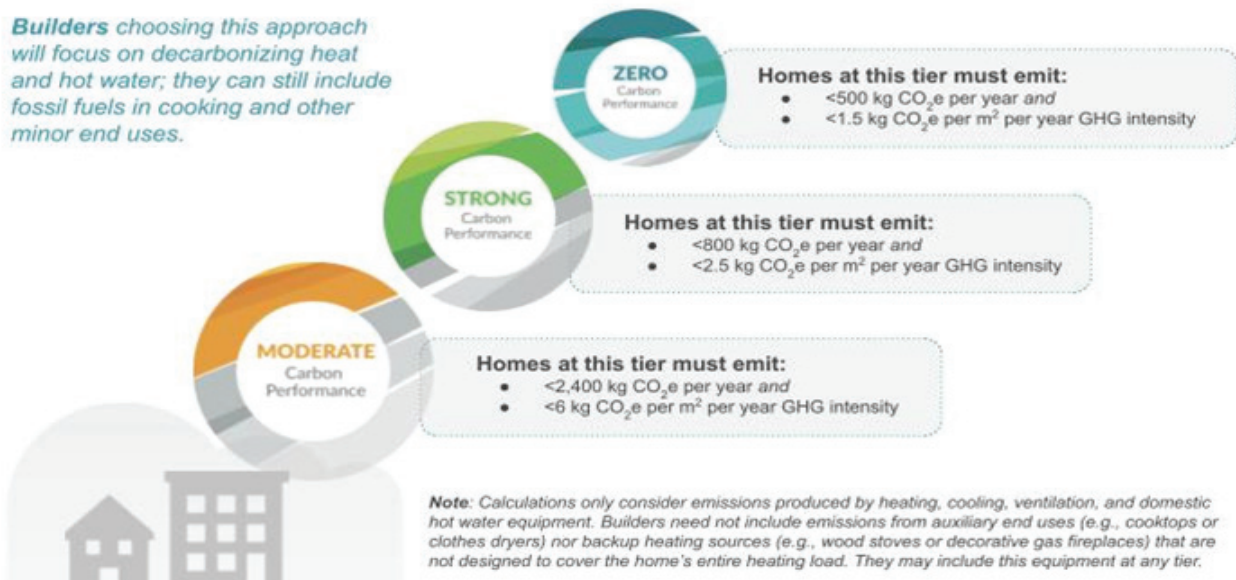 Builders choosing this approach
will focus on decarbonizing heat
and hot water; they can still include
fossil fuels in cooking and other
minor end uses.
ZERO
Carbon
Performance
Homes at this tier must emit:
• <500 kg CO₂e per year and
• <1.5 kg CO₂e per m² per year GHG intensity
STRONG
Carbon
Performance
Homes at this tier must emit:
• <800 kg CO₂e per year and
• <2.5 kg CO₂e per m² per year GHG intensity
MODERATE
Carbon
Performance
Homes at this tier must emit:
• <2,400 kg CO₂e per year and
• <6 kg CO₂e per m² per year GHG intensity
Note: Calculations only consider emissions produced by heating, cooling, ventilation, and domestic
hot water equipment. Builders need not include emissions from auxiliary end uses (e.g., cooktops or
clothes dryers) nor backup heating sources (e.g., wood stoves or decorative gas fireplaces) that are
not designed to cover the home's entire heating load. They may include this equipment at any tier.